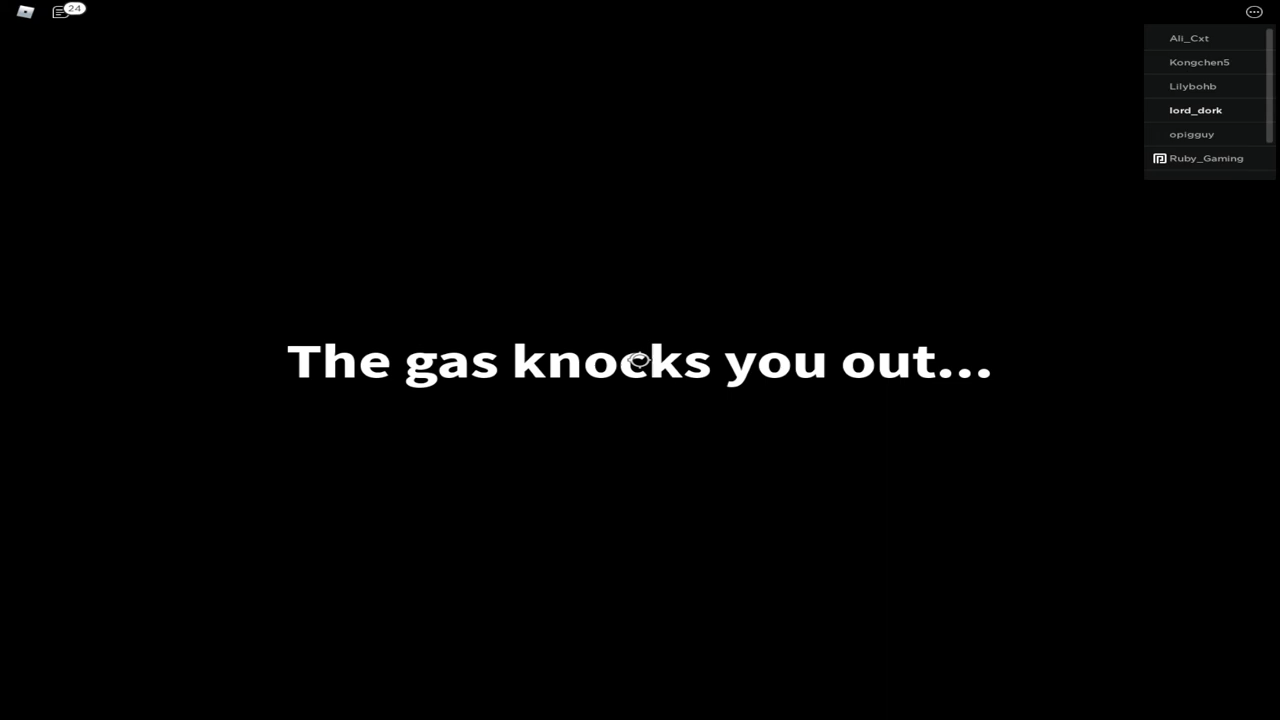 24
Ali_Cxt
Kongchen5
Lilybohb
lord_dork
opigguy
Ruby_Gaming
The gas knocks you out...